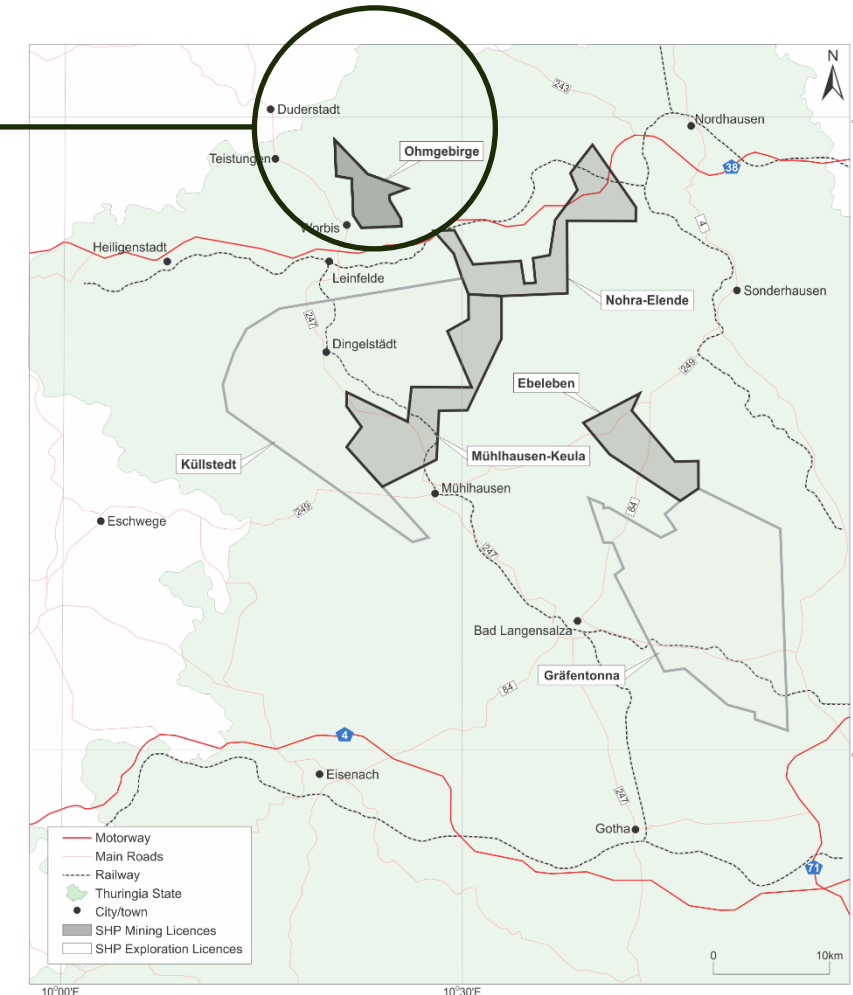 N
243
Duderstadt
Nordhausen
Teistungen
Ohmgebirge
38
Worbis
4
Heiligenstadt
Leinfelde
Sonderhausen
Nohra-Elende
247
Dingelstädt
249
Ebeleben
Küllstedt
Mühlhausen-Keula
Mühlhausen
249
84
Eschwege
247
Bad Langensalza
Gräfentonna
84
4
Eisenach
247
Gotha
71
Motorway
Main Roads
Railway
Thuringia State
City/town
SHP Mining Licences
SHP Exploration Licences
0 10km
10°00'E 10°30'E